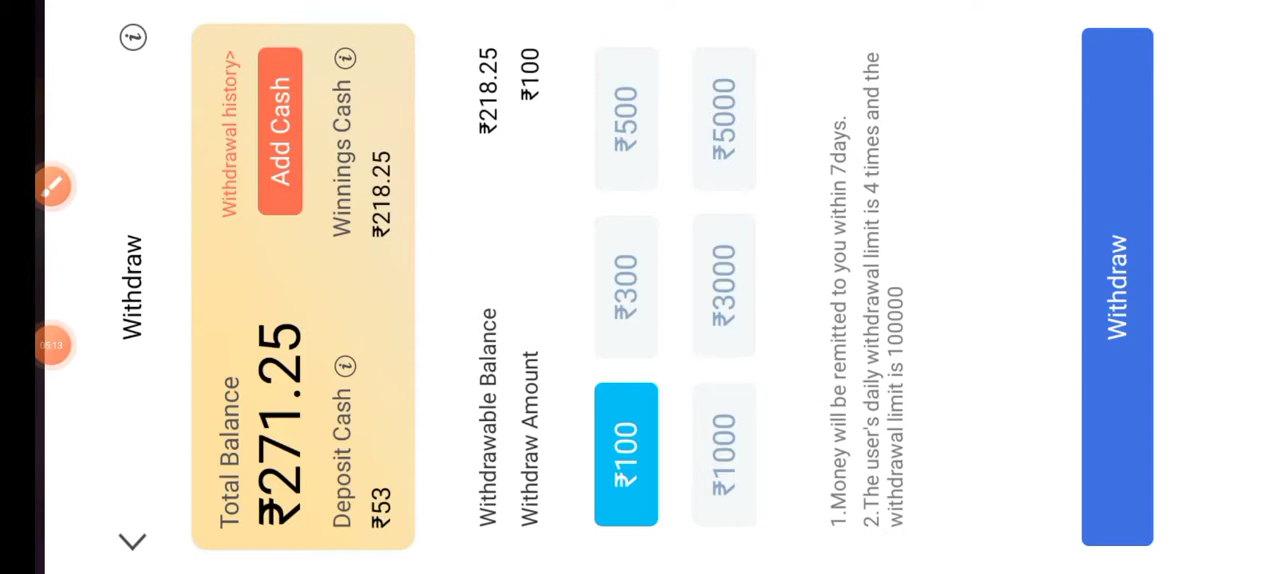 Withdraw
Total Balance
Withdrawal history>
₹271.25
Add Cash
Deposit Cash
Winnings Cash
₹53
₹218.25
Withdrawable Balance
₹218.25
Withdraw Amount
₹100
₹100
₹300
₹500
₹1000
₹3000
₹5000
1.Money will be remitted to you within 7days.
2.The user's daily withdrawal limit is 4 times and the
withdrawal limit is 100000
Withdraw
05:13